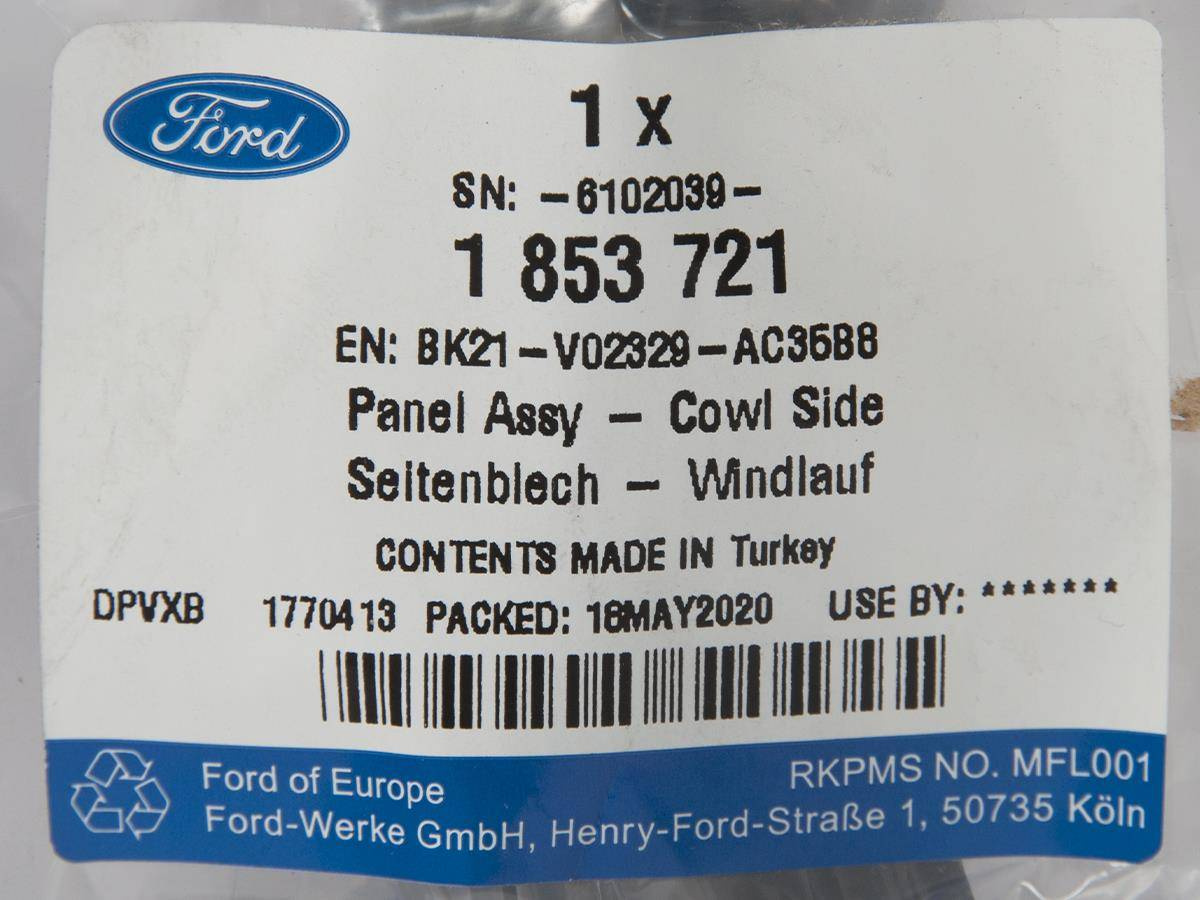 Ford
1 x
SN: -6102039-
1 853 721
EN: BK21-V02329-AC35B8
Panel Assy - Cowl Side
Seitenblech - Windlauf
CONTENTS MADE IN Turkey
DPVXB 1770413 PACKED: 18MAY2020 USE BY: *******
Ford of Europe
RKPMS NO. MFL001
Ford-Werke GmbH, Henry-Ford-Straße 1, 50735 Köln